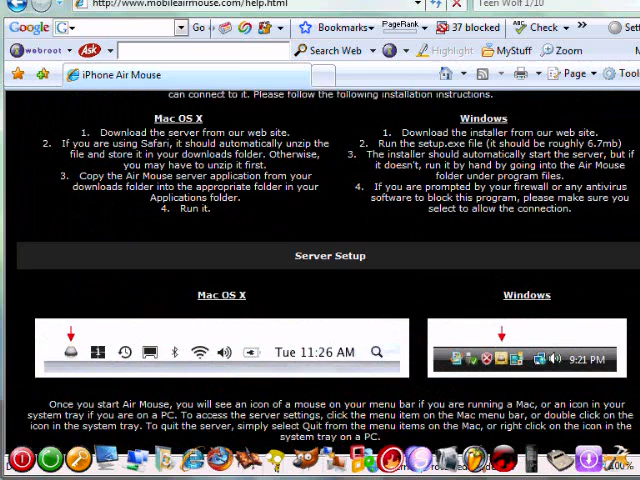 http://www.mobileairmouse.com/help.html
Teen Wolf 1/10
Google
Go
Bookmarks
PageRank
37 blocked
Check
webroot
Ask
Search Web
Highlight
MyStuff
Zoom
iPhone Air Mouse
Page
can connect to it. Please follow the following installation instructions.
Mac OS X
1. Download the server from our web site.
2. If you are using Safari, it should automatically unzip the
file and store it in your downloads folder. Otherwise,
you may have to unzip it first.
3. Copy the Air Mouse server application from your
downloads folder into the appropriate folder in your
Applications folder.
4. Run it.
Windows
1. Download the installer from our web site.
2. Run the setup.exe file (it should be roughly 6.7mb)
3. The installer should automatically start the server, but if
it doesn't, run it by hand by going into the Air Mouse
folder under program files.
4. If you are prompted by your firewall or any antivirus
software to block this program, please make sure you
select to allow the connection.
Server Setup
Mac OS X
Windows
Tue 11:26 AM
9:21 PM
Once you start Air Mouse, you will see an icon of a mouse on your menu bar if you are running a Mac, or an icon in your
system tray if you are on a PC. To access the server settings, click the menu item on the Mac menu bar, or double click on the
icon in the system tray. To quit the server, simply select Quit from the menu items on the Mac, or right click on the icon in the
system tray on a PC.
100%